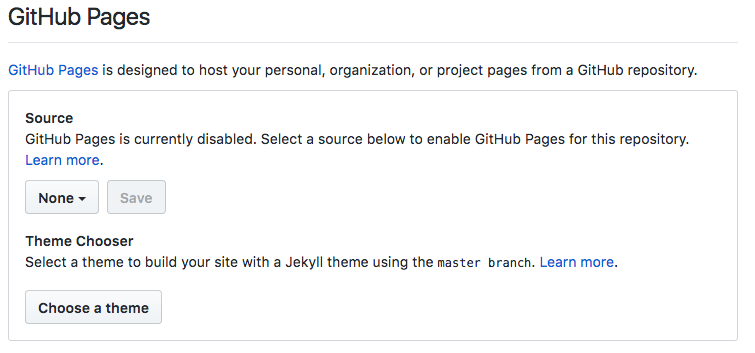 GitHub Pages
GitHub Pages is designed to host your personal, organization, or project pages from a GitHub repository.
Source
GitHub Pages is currently disabled. Select a source below to enable GitHub Pages for this repository.
Learn more.
None
Save
Theme Chooser
Select a theme to build your site with a Jekyll theme using the master branch. Learn more.
Choose a theme